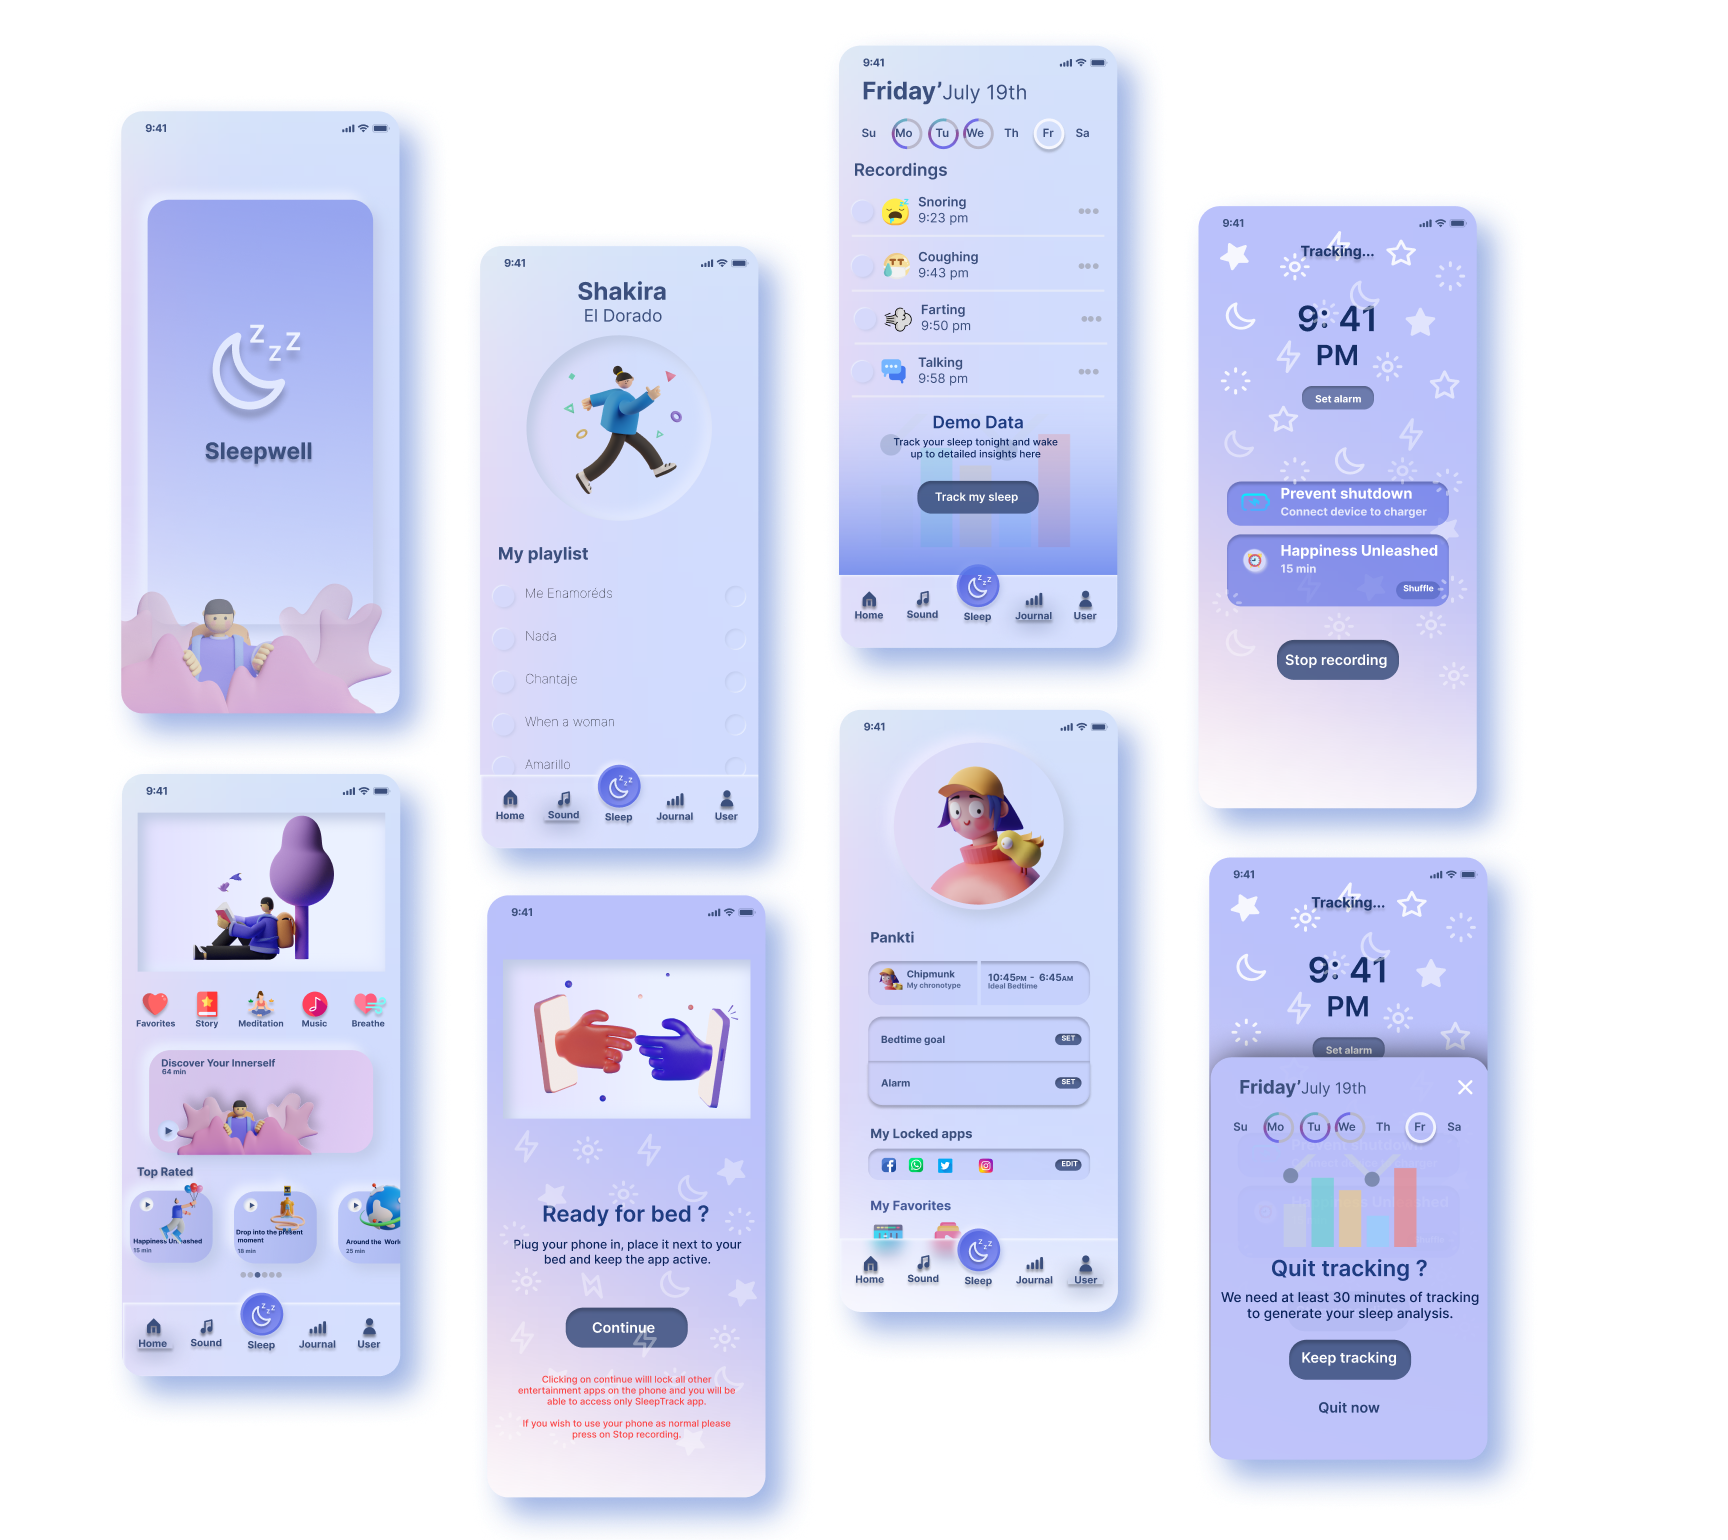 9:41
Z
Z
Z
Sleepwell
9:41
Favorites
Story
Meditation
Music
Breathe
Discover Your Innerself
64 min
Top Rated
Happiness Unleashed
15 min
Drop into the present
moment
18 min
Around the World
25 min
Home
Sound
Sleep
Journal
User
9:41
Shakira
El Dorado
My playlist
Me Enamoréds
Nada
Chantaje
When a woman
Amarillo
Home
Sound
Sleep
Journal
User
9:41
Ready for bed ?
Plug your phone in, place it next to your
bed and keep the app active.
Continue
Clicking on continue willl lock all other
entertainment apps on the phone and you will be
able to access only SleepTrack app.
If you wish to use your phone as normal please
press on Stop recording.
9:41
Friday’July 19th
Su Mo Tu We Th Fr Sa
Recordings
Snoring
9:23 pm
Coughing
9:43 pm
Farting
9:50 pm
Talking
9:58 pm
Demo Data
Track your sleep tonight and wake
up to detailed insights here
Track my sleep
Home
Sound
Sleep
Journal
User
9:41
Pankti
Chipmunk
My chronotype
10:45PM - 6:45AM
Ideal Bedtime
Bedtime goal
SET
Alarm
SET
My Locked apps
EDIT
My Favorites
Home
Sound
Sleep
Journal
User
9:41
Tracking...
9: 41
PM
Set alarm
Prevent shutdown
Connect device to charger
Happiness Unleashed
15 min
Shuffle
Stop recording
9:41
Tracking...
9: 41
PM
Set alarm
Friday’July 19th
Su Mo Tu We Th Fr Sa
Quit tracking ?
We need at least 30 minutes of tracking
to generate your sleep analysis.
Keep tracking
Quit now